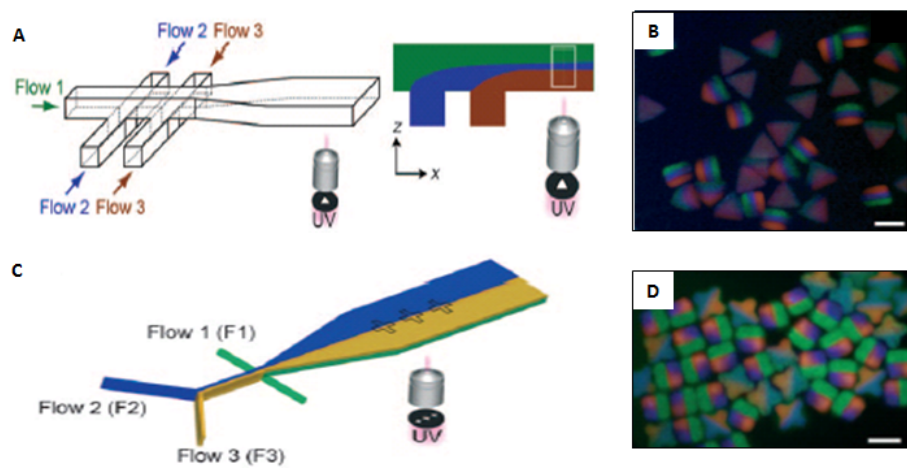 A
Flow 2 Flow 3
Flow 1
Flow 2 Flow 3
UV
z
x
UV
B
C
Flow 1 (F1)
Flow 2 (F2)
Flow 3 (F3)
UV
D